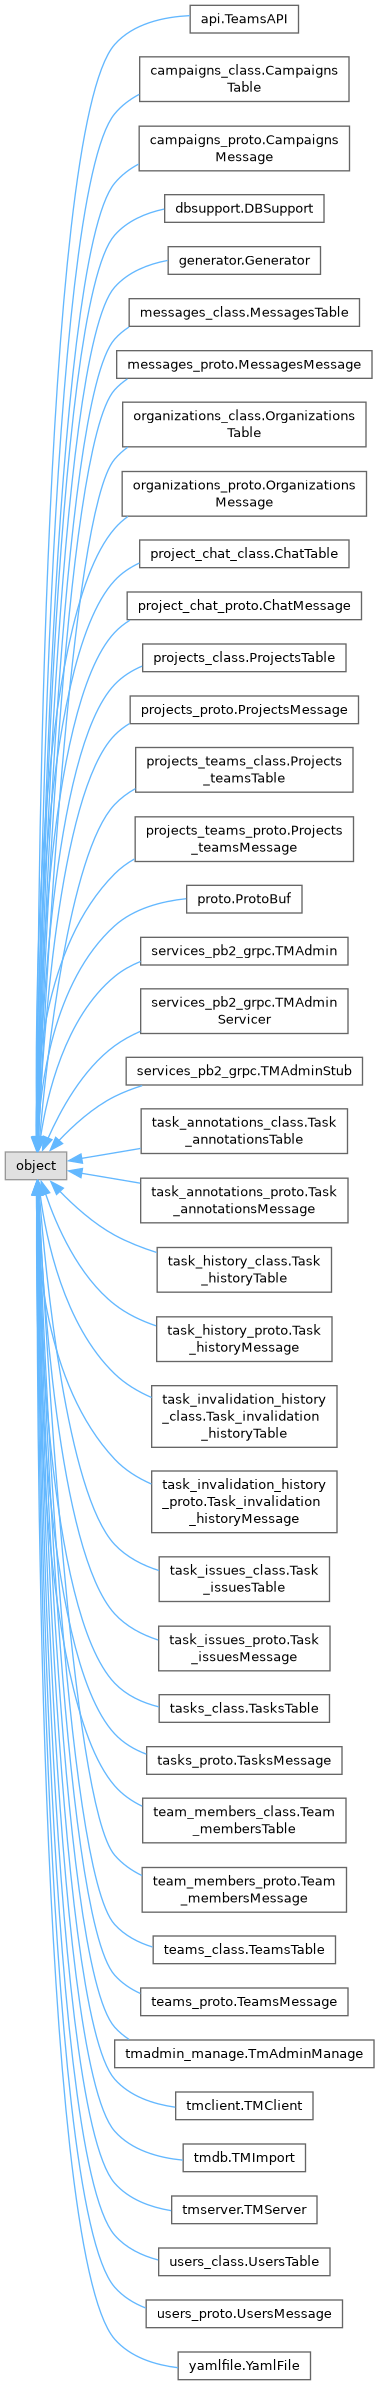 api.TeamsAPI
campaigns_class.Campaigns
Table
campaigns_proto.Campaigns
Message
dbsupport.DBSupport
generator.Generator
messages_class.MessagesTable
messages_proto.MessagesMessage
organizations_class.Organizations
Table
organizations_proto.Organizations
Message
project_chat_class.ChatTable
project_chat_proto.ChatMessage
projects_class.ProjectsTable
projects_proto.ProjectsMessage
projects_teams_class.Projects
_teamsTable
projects_teams_proto.Projects
_teamsMessage
proto.ProtoBuf
services_pb2_grpc.TMAdmin
services_pb2_grpc.TMAdmin
Servicer
services_pb2_grpc.TMAdminStub
task_annotations_class.Task
_annotationsTable
object
task_annotations_proto.Task
_annotationsMessage
task_history_class.Task
_historyTable
task_history_proto.Task
_historyMessage
task_invalidation_history
_class.Task_invalidation
_historyTable
task_invalidation_history
_proto.Task_invalidation
_historyMessage
task_issues_class.Task
_issuesTable
task_issues_proto.Task
_issuesMessage
tasks_class.TasksTable
tasks_proto.TasksMessage
team_members_class.Team
_membersTable
team_members_proto.Team
_membersMessage
teams_class.TeamsTable
teams_proto.TeamsMessage
tmadmin_manage.TmAdminManage
tmclient.TMClient
tmdb.TMImport
tmserver.TMServer
users_class.UsersTable
users_proto.UsersMessage
yamlfile.YamlFile